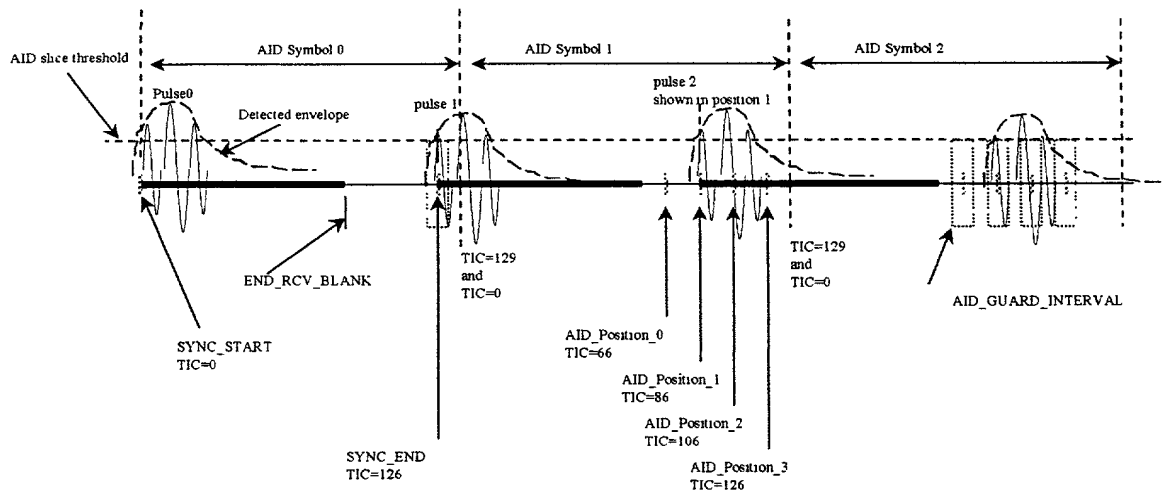 AID Symbol 0
AID Symbol 1
AID Symbol 2
AID slice threshold
Pulse0
Detected envelope
pulse 1
pulse 2
shown in position 1
END_RCV_BLANK
SYNC_START
TIC=0
TIC=129
and
TIC=0
SYNC_END
TIC=126
AID_Position_0
TIC=66
AID_Position_1
TIC=86
AID_Position_2
TIC=106
AID_Position_3
TIC=126
TIC=129
and
TIC=0
AID_GUARD_INTERVAL